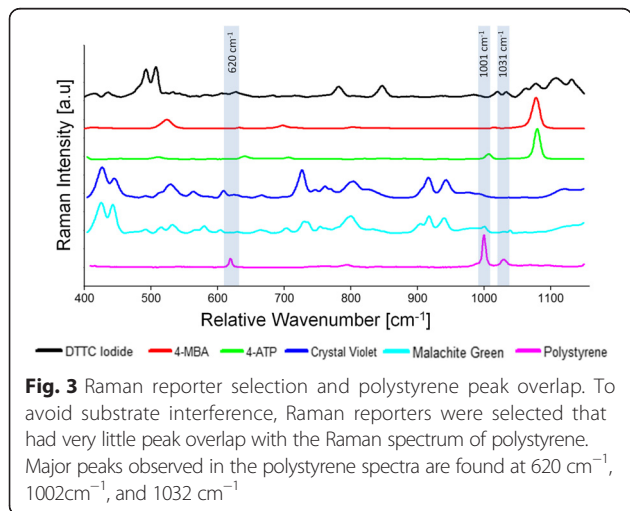 620 cm⁻¹
1001 cm⁻¹
1031 cm⁻¹
Raman Intensity [a.u]
400 500 600 700 800 900 1000 1100
Relative Wavenumber [cm⁻¹]
DTTC Iodide 4-MBA 4-ATP Crystal Violet Malachite Green Polystyrene
Fig. 3 Raman reporter selection and polystyrene peak overlap. To
avoid substrate interference, Raman reporters were selected that
had very little peak overlap with the Raman spectrum of polystyrene.
Major peaks observed in the polystyrene spectra are found at 620 cm⁻¹,
1002cm⁻¹, and 1032 cm⁻¹